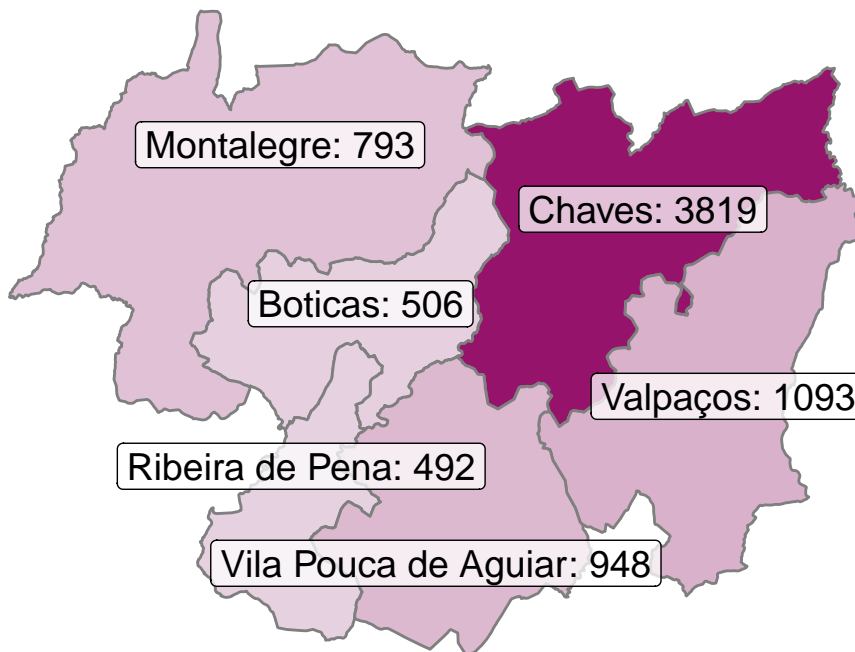 Montalegre: 793
Chaves: 3819
Boticas: 506
Valpaços: 1093
Ribeira de Pena: 492
Vila Pouca de Aguiar: 948